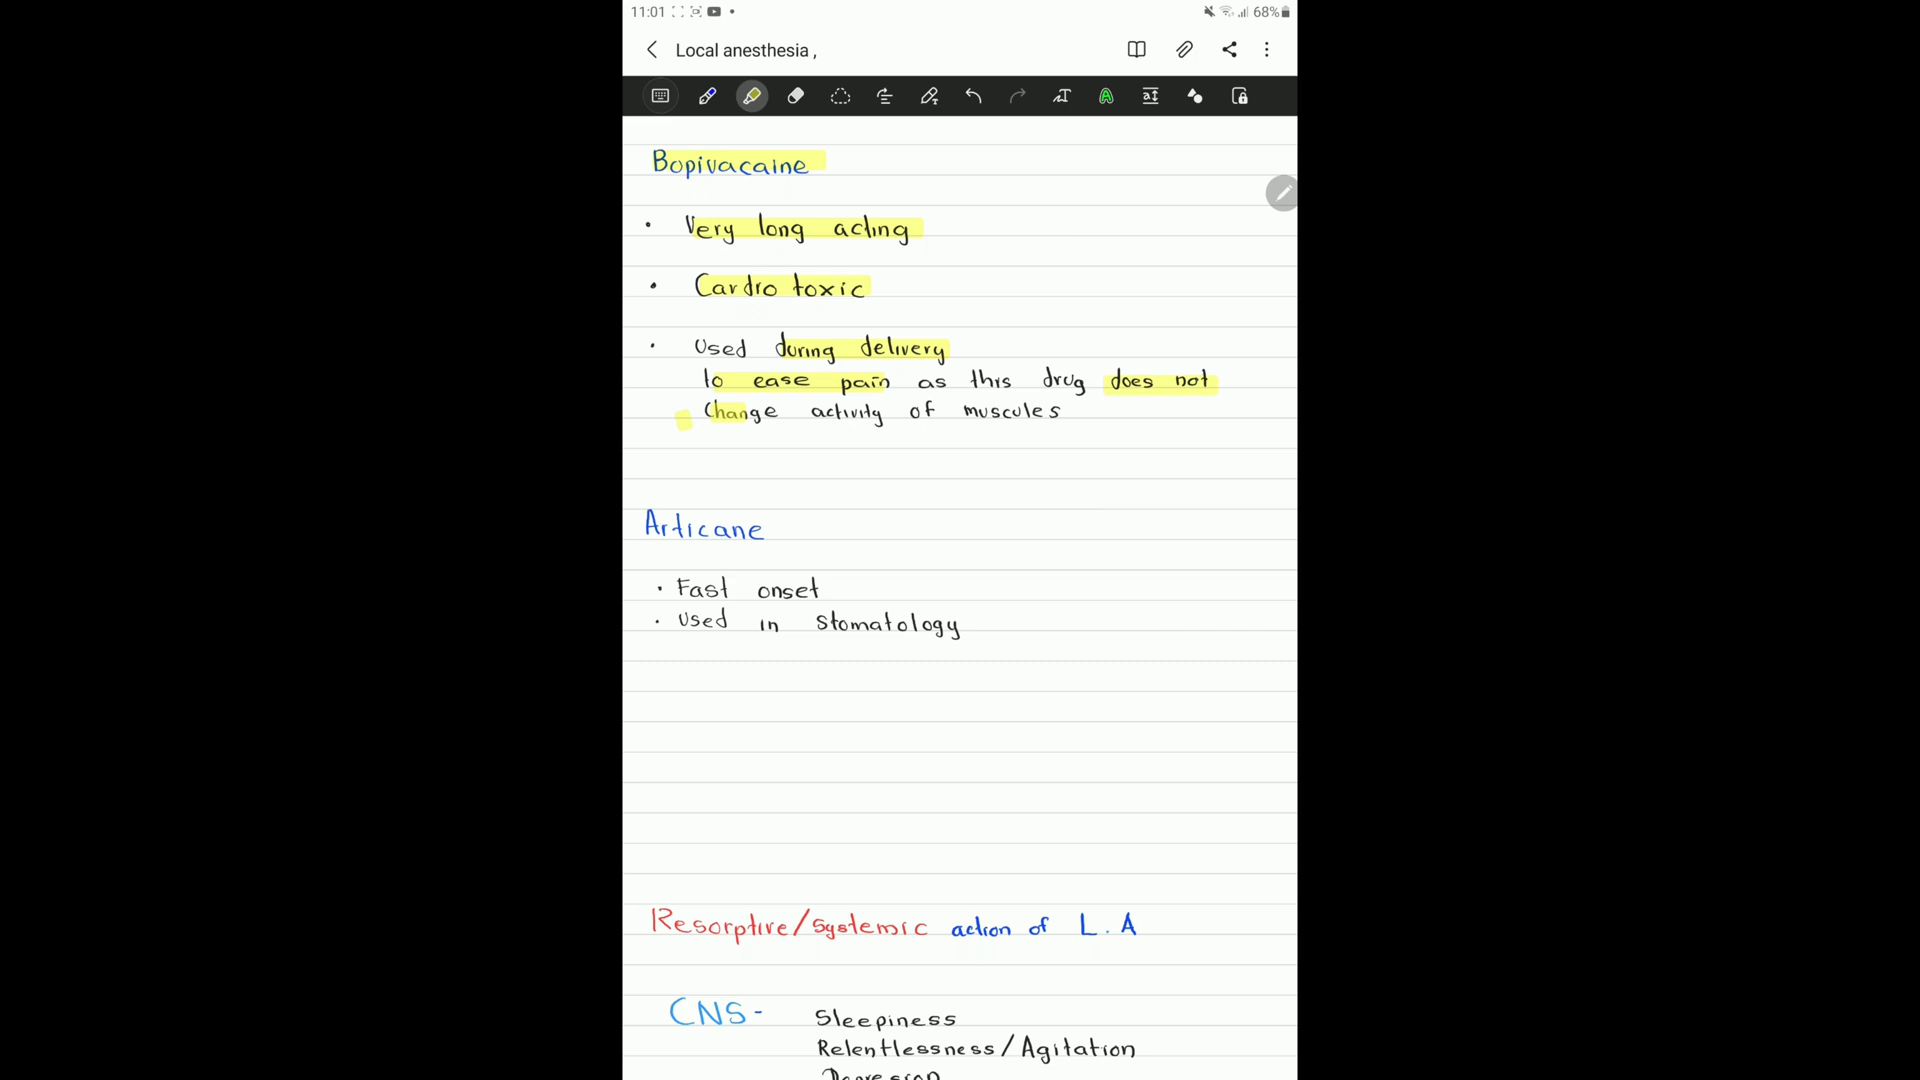 11:01 68%
Local anesthesia ,
Bopivacaine
• Very long acting
• Cardio toxic
• Used during delivery
to ease pain as this drug does not
change activity of muscules
Articane
• Fast onset
• Used in stomatology
Resorptive/systemic action of L.A
CNS- Sleepiness
Relentlessness/Agitation